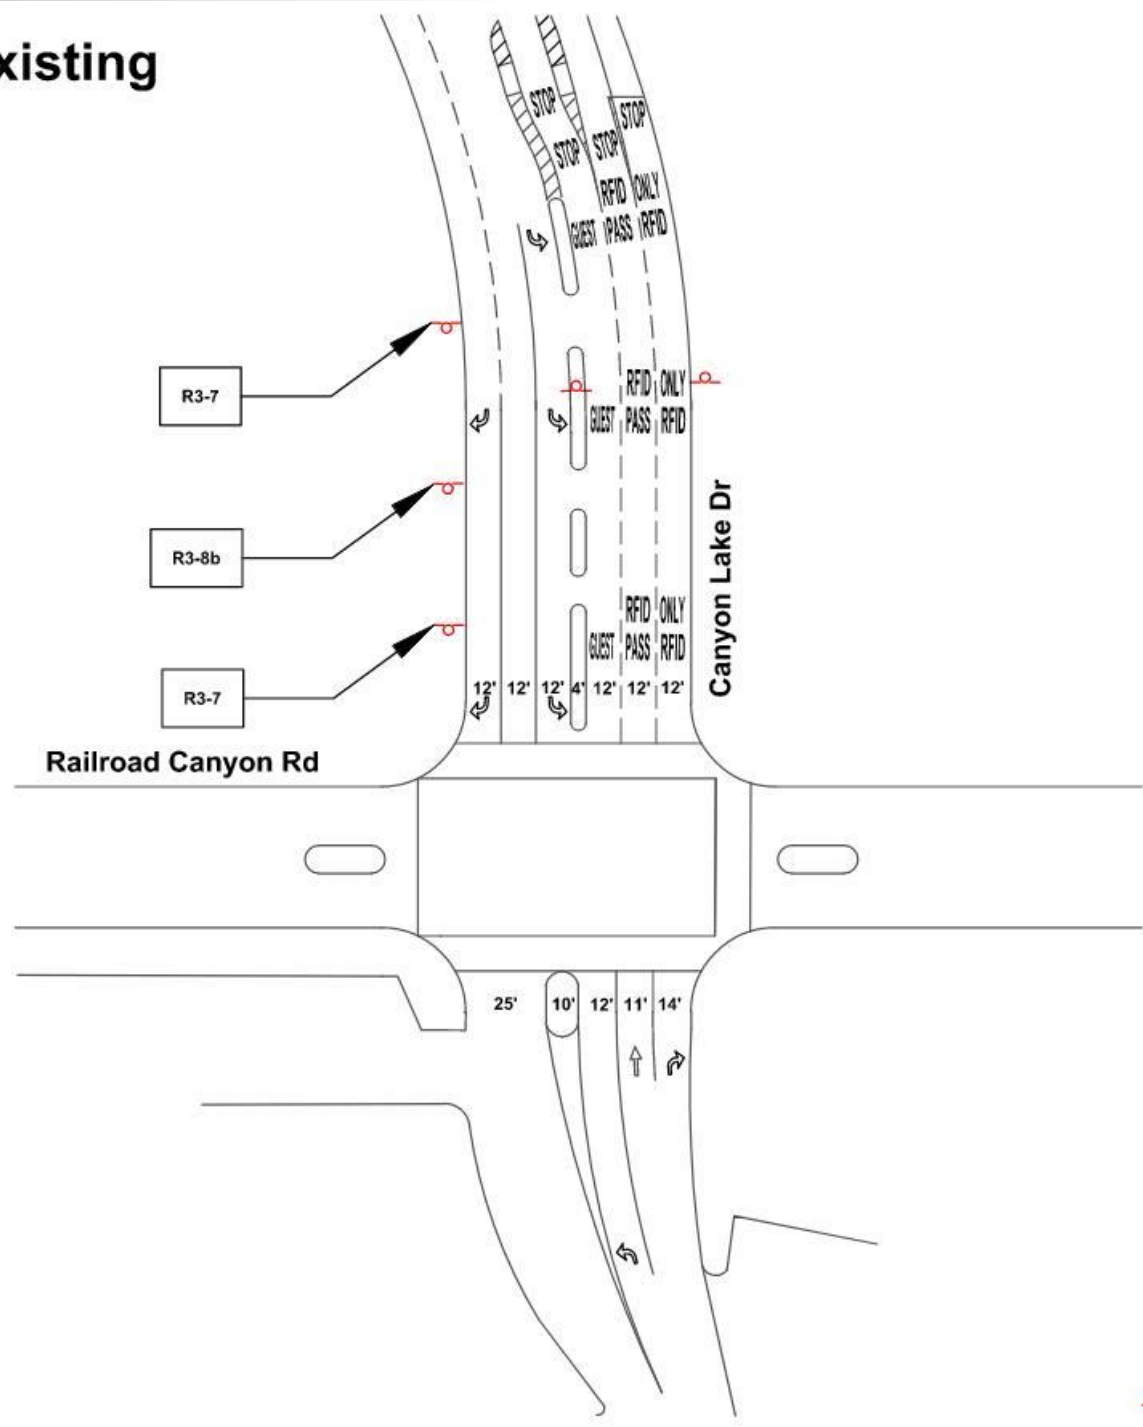 xisting
STOP
STOP
STOP
STOP
RFID ONLY
GUEST PASS RFID
R3-7
RFID ONLY
GUEST PASS RFID
R3-8b
Canyon Lake Dr
RFID ONLY
GUEST PASS RFID
R3-7
12' 12' 12' 4' 12' 12' 12'
Railroad Canyon Rd
25' 10' 12' 11' 14'